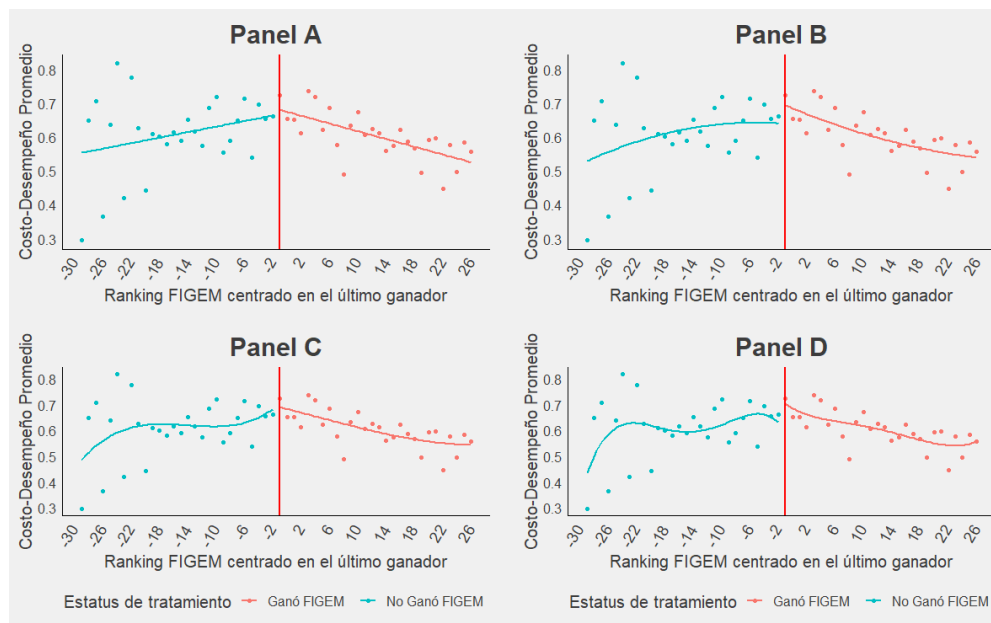 Panel A
Costo-Desempeño Promedio
0.8
0.7
0.6
0.5
0.4
0.3
-30 -26 -22 -18 -14 -10 -6 -2 2 6 10 14 18 22 26
Ranking FIGEM centrado en el último ganador
Panel B
Costo-Desempeño Promedio
0.8
0.7
0.6
0.5
0.4
0.3
-30 -26 -22 -18 -14 -10 -6 -2 2 6 10 14 18 22 26
Ranking FIGEM centrado en el último ganador
Panel C
Costo-Desempeño Promedio
0.8
0.7
0.6
0.5
0.4
0.3
-30 -26 -22 -18 -14 -10 -6 -2 2 6 10 14 18 22 26
Ranking FIGEM centrado en el último ganador
Estatus de tratamiento Ganó FIGEM No Ganó FIGEM
Panel D
Costo-Desempeño Promedio
0.8
0.7
0.6
0.5
0.4
0.3
-30 -26 -22 -18 -14 -10 -6 -2 2 6 10 14 18 22 26
Ranking FIGEM centrado en el último ganador
Estatus de tratamiento Ganó FIGEM No Ganó FIGEM